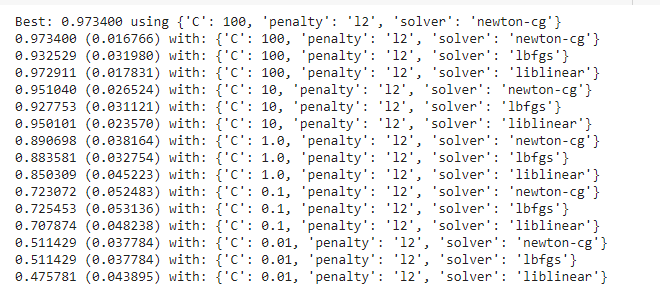 Best: 0.973400 using {'C': 100, 'penalty': 'l2', 'solver': 'newton-cg'}
0.973400 (0.016766) with: {'C': 100, 'penalty': 'l2', 'solver': 'newton-cg'}
0.932529 (0.031980) with: {'C': 100, 'penalty': 'l2', 'solver': 'lbfgs'}
0.972911 (0.017831) with: {'C': 100, 'penalty': 'l2', 'solver': 'liblinear'}
0.951040 (0.026524) with: {'C': 10, 'penalty': 'l2', 'solver': 'newton-cg'}
0.927753 (0.031121) with: {'C': 10, 'penalty': 'l2', 'solver': 'lbfgs'}
0.950101 (0.023570) with: {'C': 10, 'penalty': 'l2', 'solver': 'liblinear'}
0.890698 (0.038164) with: {'C': 1.0, 'penalty': 'l2', 'solver': 'newton-cg'}
0.883581 (0.032754) with: {'C': 1.0, 'penalty': 'l2', 'solver': 'lbfgs'}
0.850309 (0.045223) with: {'C': 1.0, 'penalty': 'l2', 'solver': 'liblinear'}
0.723072 (0.052483) with: {'C': 0.1, 'penalty': 'l2', 'solver': 'newton-cg'}
0.725453 (0.053136) with: {'C': 0.1, 'penalty': 'l2', 'solver': 'lbfgs'}
0.707874 (0.048238) with: {'C': 0.1, 'penalty': 'l2', 'solver': 'liblinear'}
0.511429 (0.037784) with: {'C': 0.01, 'penalty': 'l2', 'solver': 'newton-cg'}
0.511429 (0.037784) with: {'C': 0.01, 'penalty': 'l2', 'solver': 'lbfgs'}
0.475781 (0.043895) with: {'C': 0.01, 'penalty': 'l2', 'solver': 'liblinear'}